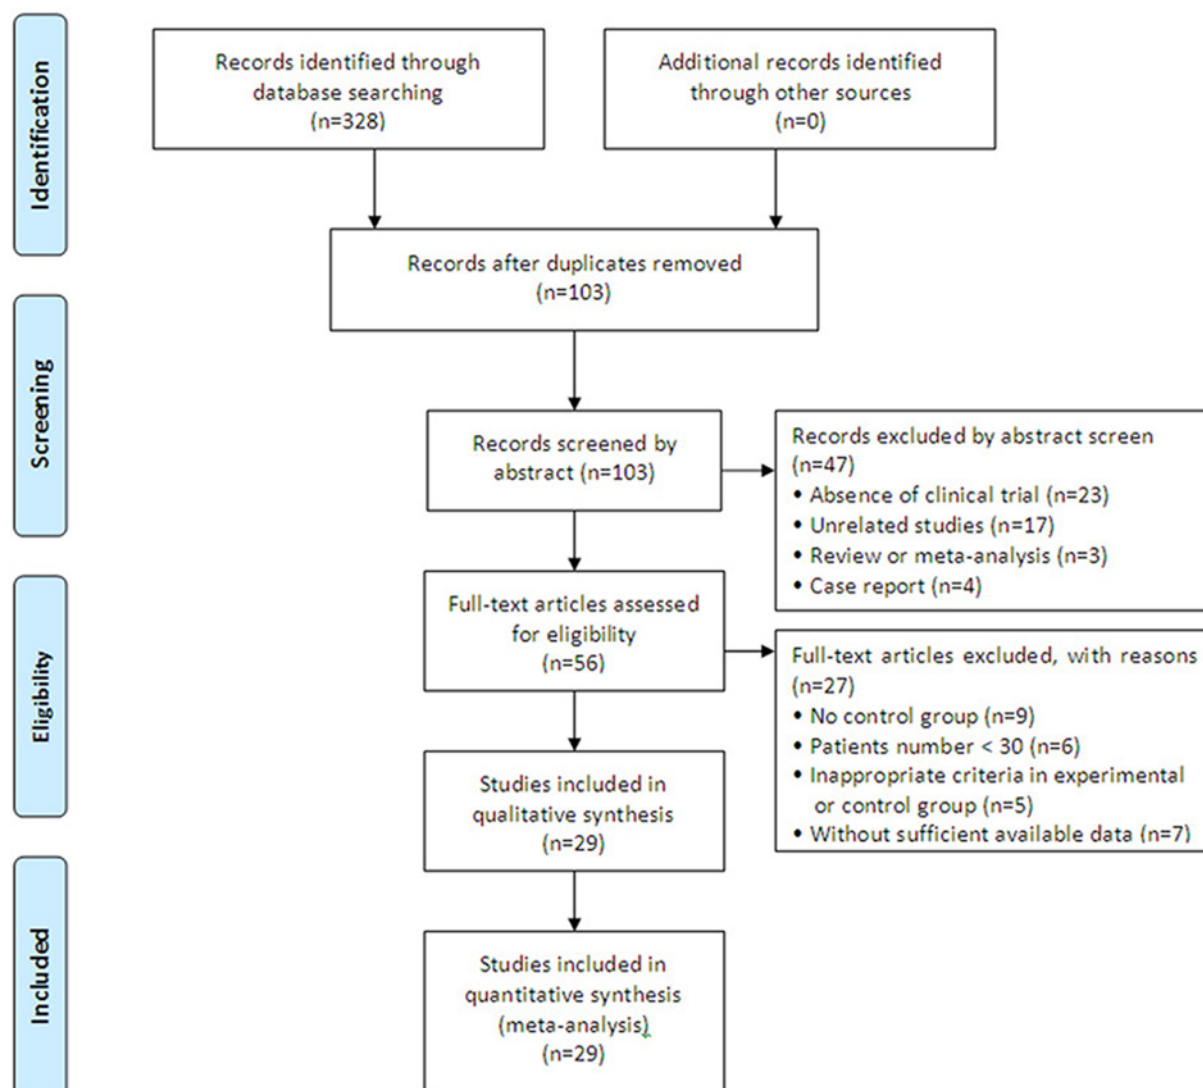 Identification
Records identified through
database searching
(n=328)
Additional records identified
through other sources
(n=0)
Records after duplicates removed
(n=103)
Screening
Records screened by
abstract (n=103)
Records excluded by abstract screen
(n=47)
• Absence of clinical trial (n=23)
• Unrelated studies (n=17)
• Review or meta-analysis (n=3)
• Case report (n=4)
Eligibility
Full-text articles assessed
for eligibility
(n=56)
Full-text articles excluded, with reasons
(n=27)
• No control group (n=9)
• Patients number < 30 (n=6)
• Inappropriate criteria in experimental
or control group (n=5)
• Without sufficient available data (n=7)
Studies included in
qualitative synthesis
(n=29)
Included
Studies included in
quantitative synthesis
(meta-analysis)
(n=29)